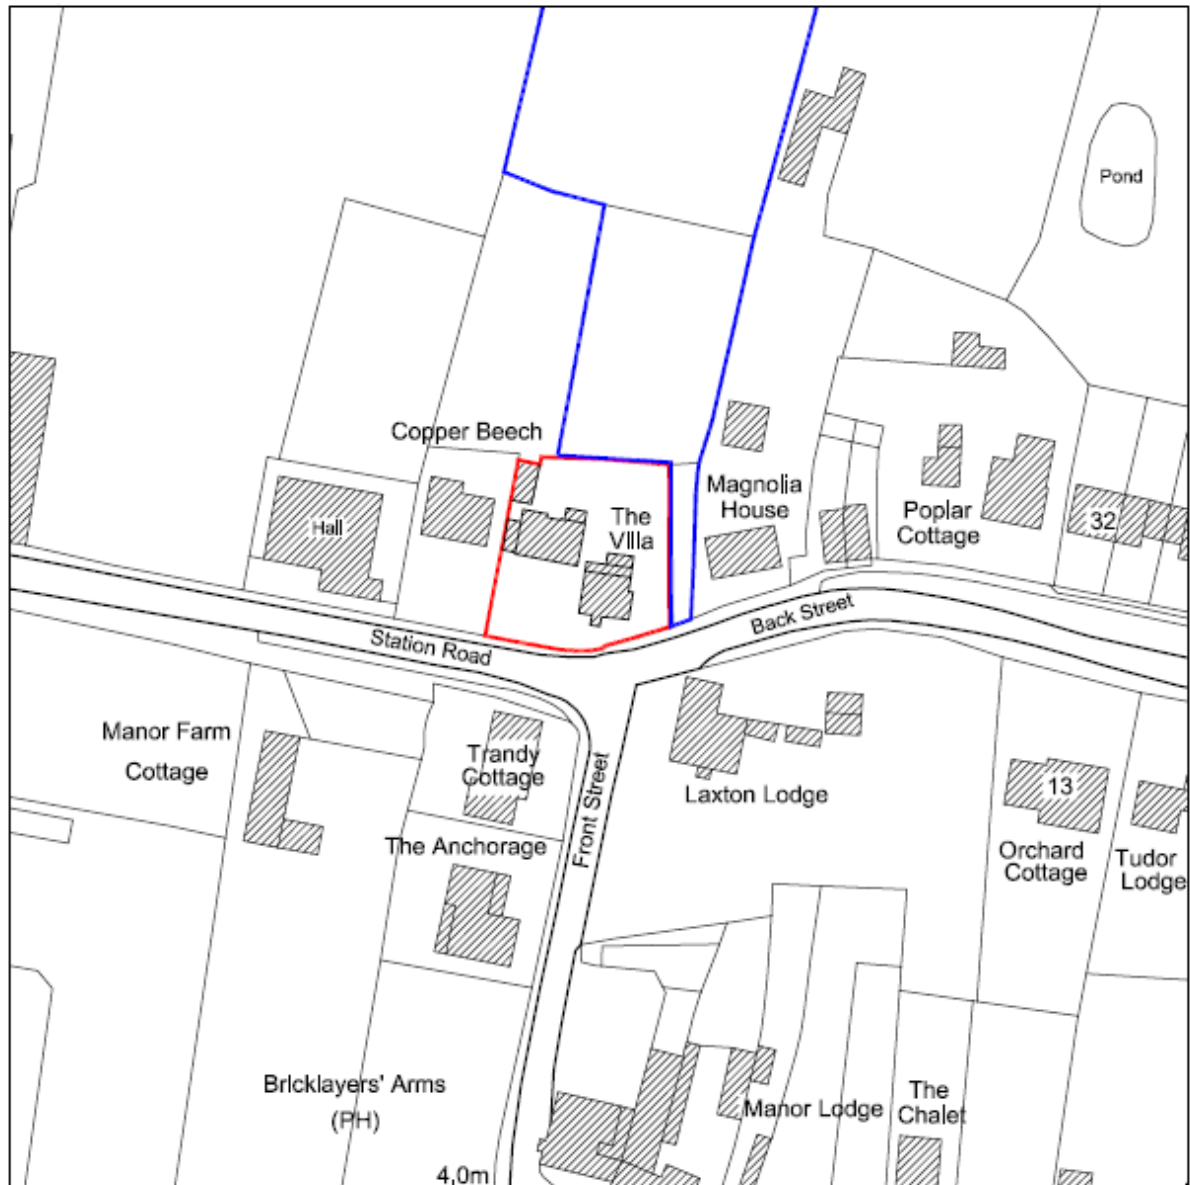 Pond
Copper Beech
Hall
The
VIlla
Magnolia
House
Poplar
Cottage
32
Back Street
Station Road
Manor Farm
Cottage
Trandy
Cottage
Front Street
Laxton Lodge
13
Orchard
Cottage
Tudor
Lodge
The Anchorage
Bricklayers' Arms
(PH)
Manor Lodge
The
Chalet
4,0m